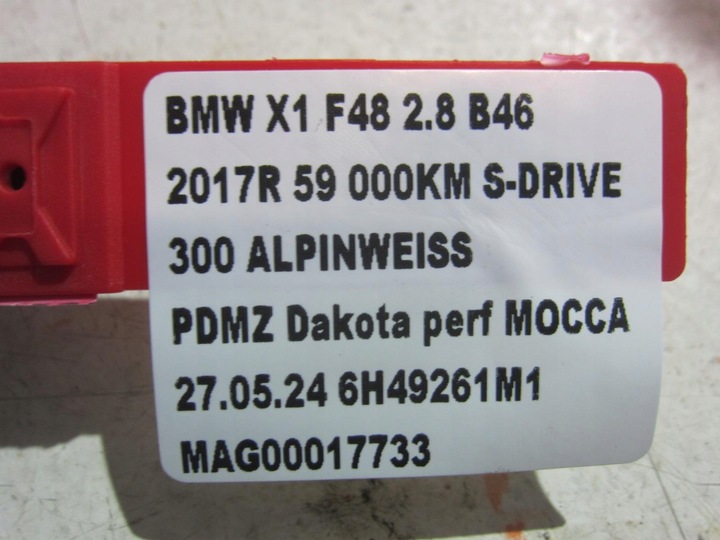 BMW X1 F48 2.8 B46
2017R 59 000KM S-DRIVE
300 ALPINWEISS
PDMZ Dakota perf MOCCA
27.05.24 6H49261M1
MAG00017733